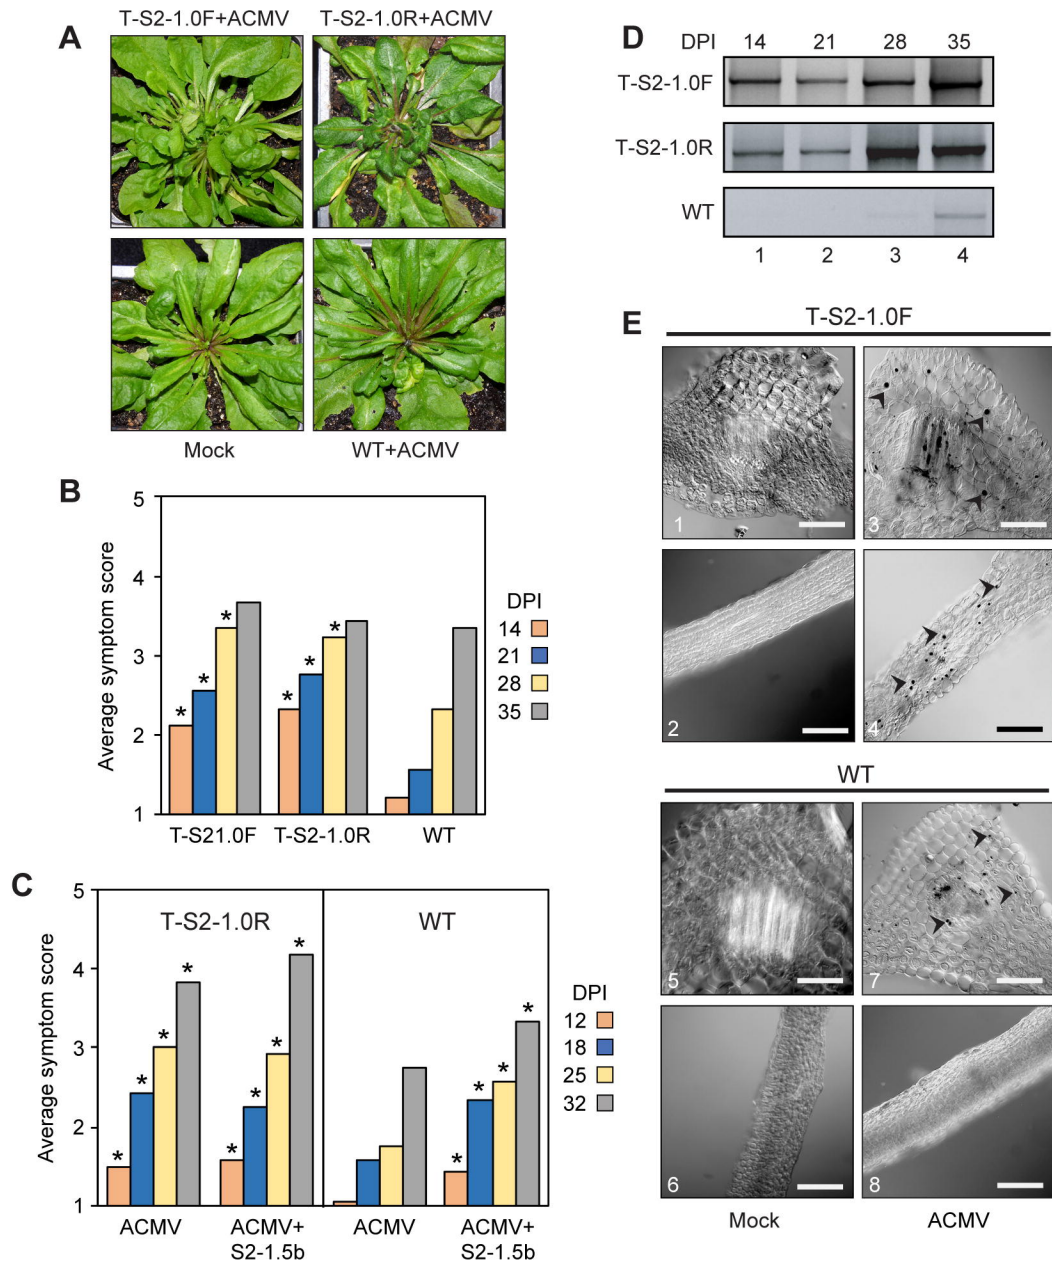 A
T-S2-1.0F+ACMV T-S2-1.0R+ACMV
Mock WT+ACMV
B
Average symptom score
5
4
3
2
1
* * *
* * *
T-S21.0F T-S2-1.0R WT
DPI
14
21
28
35
C
Average symptom score
5
4
3
2
1
T-S2-1.0R WT
* * * *
* * * *
* * * *
ACMV ACMV+ ACMV ACMV+
S2-1.5b S2-1.5b
DPI
12
18
25
32
D
DPI 14 21 28 35
T-S2-1.0F
T-S2-1.0R
WT
1 2 3 4
E
T-S2-1.0F
1 3
2 4
WT
5 7
6 8
Mock ACMV